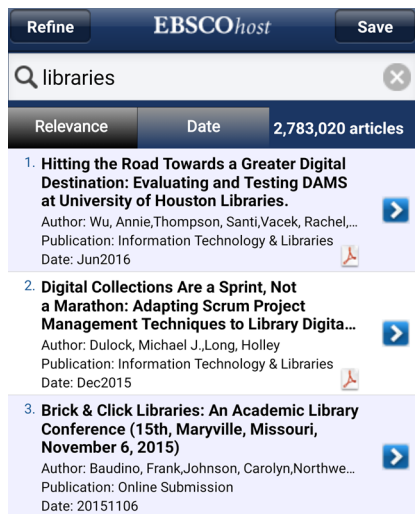 Refine
EBSCOhost
Save
libraries
Relevance
Date
2,783,020 articles
1. Hitting the Road Towards a Greater Digital
Destination: Evaluating and Testing DAMS
at University of Houston Libraries.
Author: Wu, Annie,Thompson, Santi,Vacek, Rachel,...
Publication: Information Technology & Libraries
Date: Jun2016
2. Digital Collections Are a Sprint, Not
a Marathon: Adapting Scrum Project
Management Techniques to Library Digita...
Author: Dulock, Michael J.,Long, Holley
Publication: Information Technology & Libraries
Date: Dec2015
3. Brick & Click Libraries: An Academic Library
Conference (15th, Maryville, Missouri,
November 6, 2015)
Author: Baudino, Frank,Johnson, Carolyn,Northwe...
Publication: Online Submission
Date: 20151106